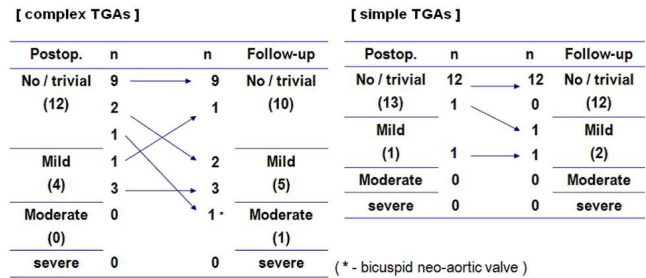 [ complex TGAs ]
Postop. n n Follow-up
No / trivial 9 9 No / trivial
(12) 2 1 (10)
1
Mild 1 2 Mild
(4) 3 3 (5)
Moderate 0 1 * Moderate
(0) (1)
severe 0 0 severe
[ simple TGAs ]
Postop. n n Follow-up
No / trivial 12 12 No / trivial
(13) 1 0 (12)
Mild 1 Mild
(1) 1 1 (2)
Moderate 0 0 Moderate
severe 0 0 severe
( * - bicuspid neo-aortic valve )